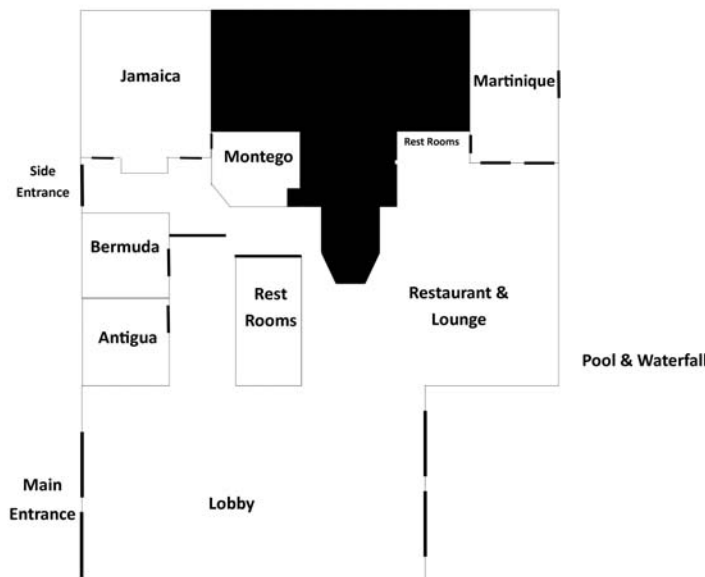 Jamaica
Martinique
Rest Rooms
Montego
Side
Entrance
Bermuda
Rest
Rooms
Restaurant &
Lounge
Antigua
Pool & Waterfall
Main
Entrance
Lobby